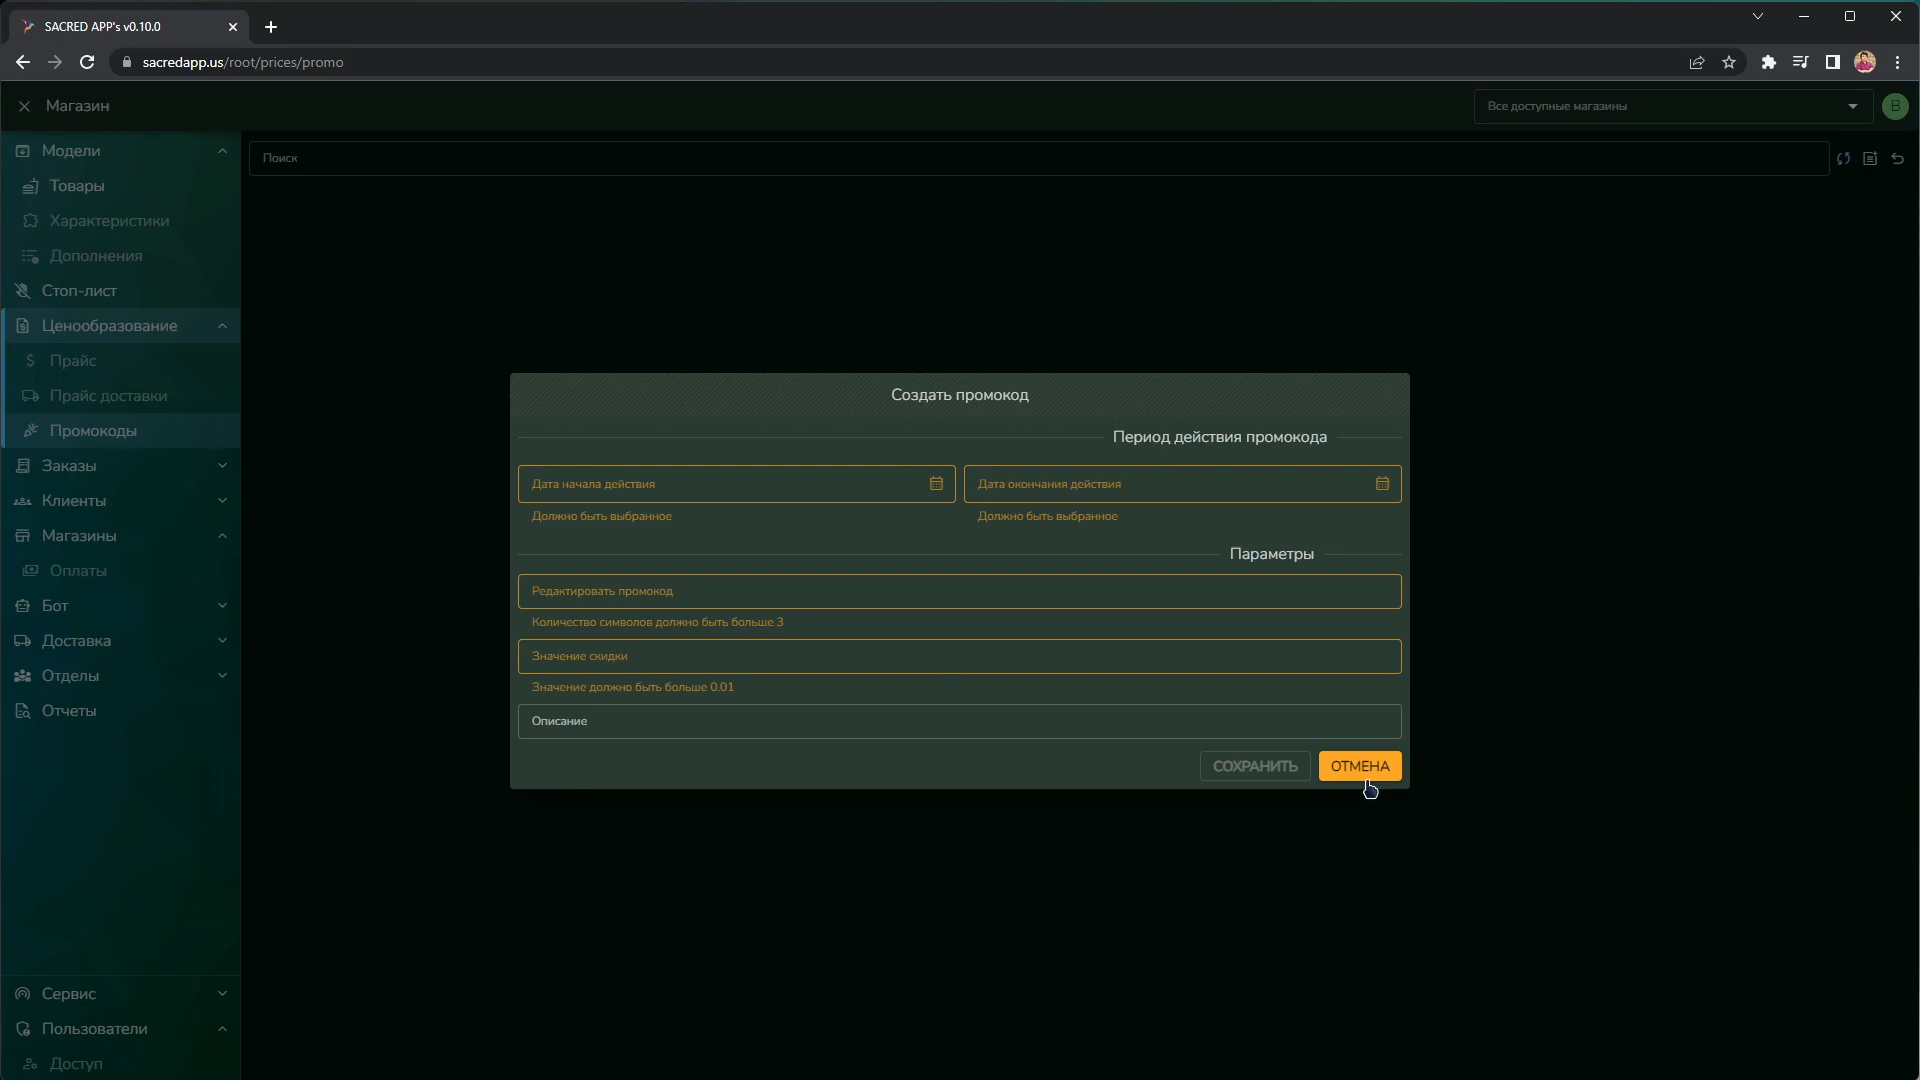 SACRED APP's v0.10.0
sacredapp.us/root/prices/promo
Магазин
Все доступные магазины
B
Модели
Поиск
Товары
Характеристики
Дополнения
Стоп-лист
Ценообразование
Прайс
Прайс доставки
Промокоды
Заказы
Клиенты
Магазины
Оплаты
Бот
Доставка
Отделы
Отчеты
Сервис
Пользователи
Доступ
Создать промокод
Период действия промокода
Дата начала действия
Дата окончания действия
Должно быть выбранное
Должно быть выбранное
Параметры
Редактировать промокод
Количество символов должно быть больше 3
Значение скидки
Значение должно быть больше 0.01
Описание
СОХРАНИТЬ
ОТМЕНА